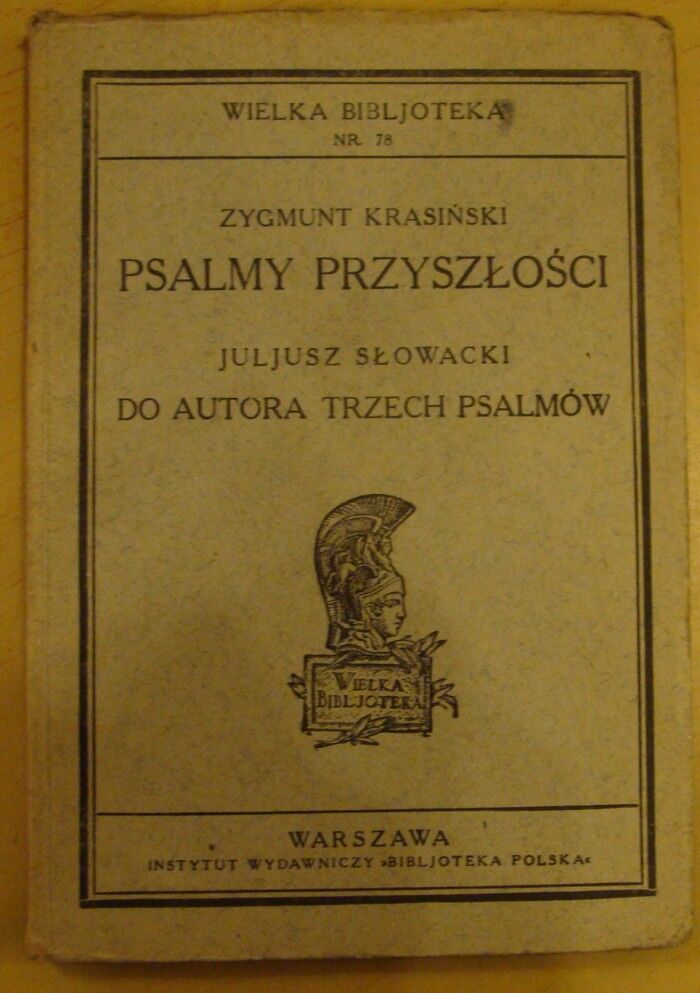 WIELKA BIBLJOTEKA
NR. 78
ZYGMUNT KRASIŃSKI
PSALMY PRZYSZŁOŚCI
JULJUSZ SŁOWACKI
DO AUTORA TRZECH PSALMÓW
WIELKA
BIBLJOTEKA
WARSZAWA
INSTYTUT WYDAWNICZY »BIBLJOTEKA POLSKA«